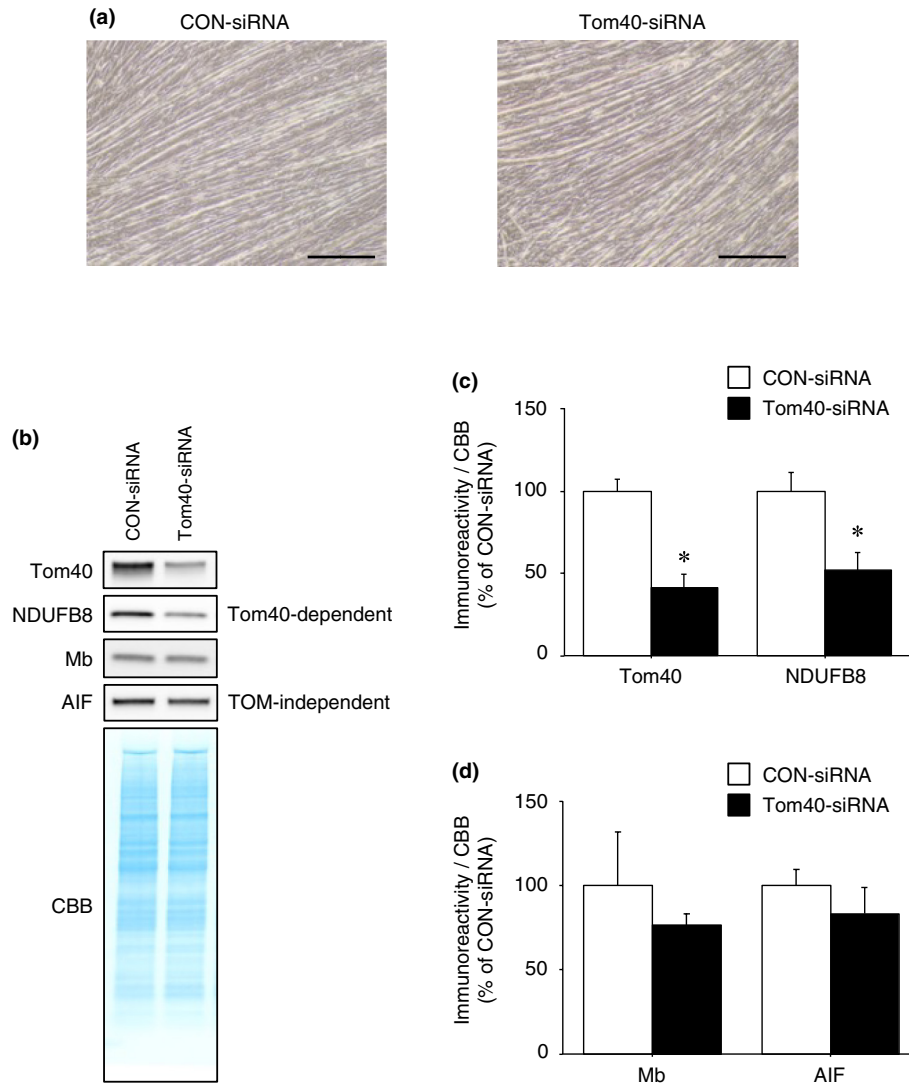 (a)
CON-siRNA
Tom40-siRNA
(b)
CON-siRNA
Tom40-siRNA
Tom40
NDUFB8
Tom40-dependent
Mb
AIF
TOM-independent
CBB
(c)
CON-siRNA
Tom40-siRNA
Immunoreactivity / CBB
(% of CON-siRNA)
150
100
50
0
*
*
Tom40
NDUFB8
(d)
CON-siRNA
Tom40-siRNA
Immunoreactivity / CBB
(% of CON-siRNA)
150
100
50
0
Mb
AIF